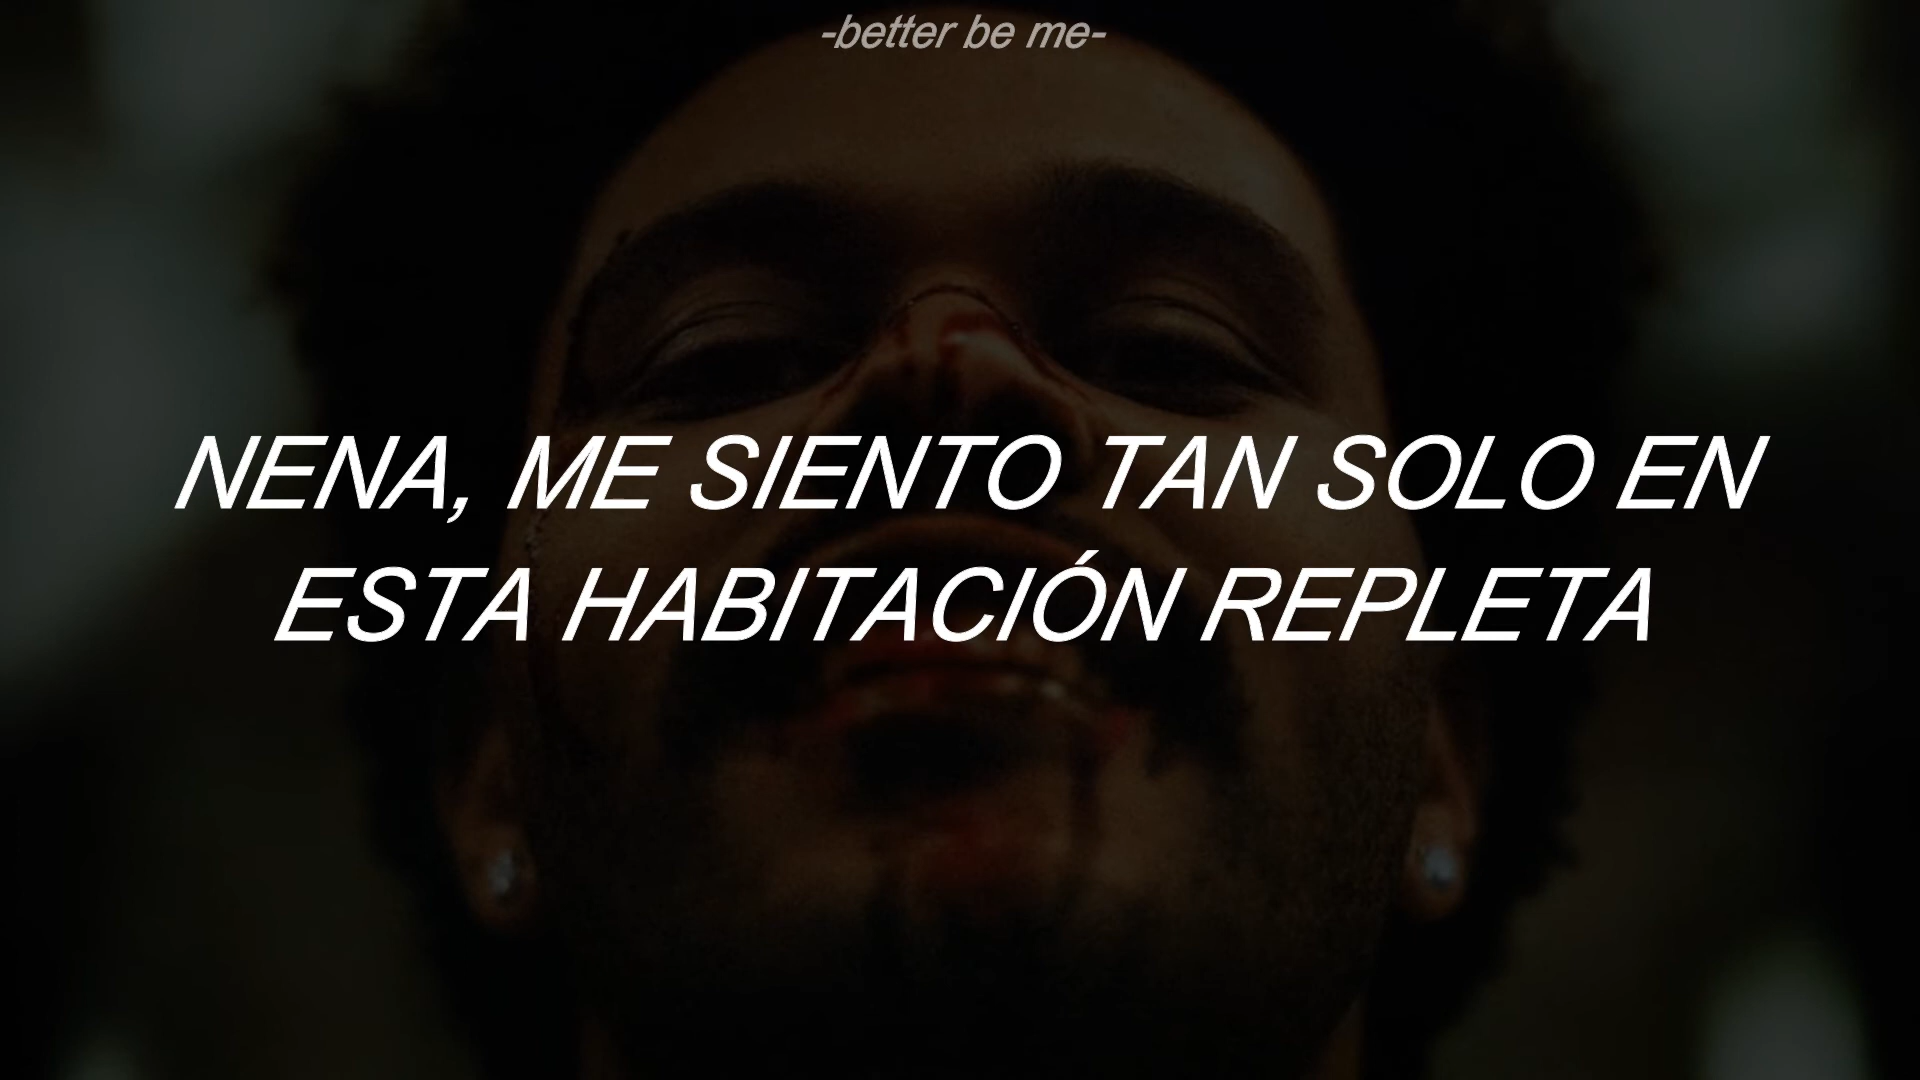 -better be me-
NENA, ME SIENTO TAN SOLO EN
ESTA HABITACIÓN REPLETA